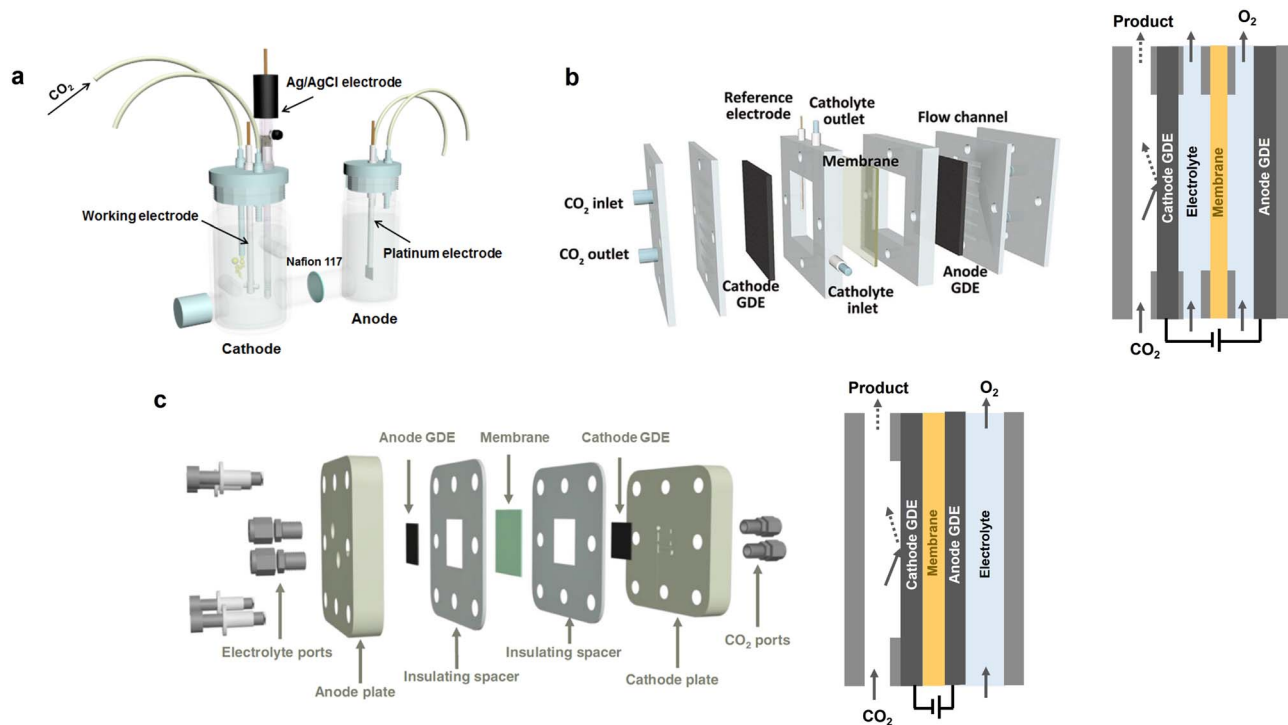 a
CO2
Ag/AgCl electrode
Working electrode
Platinum electrode
Nafion 117
Anode
Cathode
b
Reference
electrode
Catholyte
outlet
Flow channel
Membrane
CO2 inlet
CO2 outlet
Cathode
GDE
Catholyte
inlet
Anode
GDE
Product
O2
Cathode GDE
Electrolyte
Membrane
Anode GDE
CO2
c
Anode GDE
Membrane
Cathode GDE
Electrolyte ports
Anode plate
Insulating spacer
Insulating spacer
Cathode plate
CO2 ports
Product
O2
Cathode GDE
Membrane
Anode GDE
Electrolyte
CO2